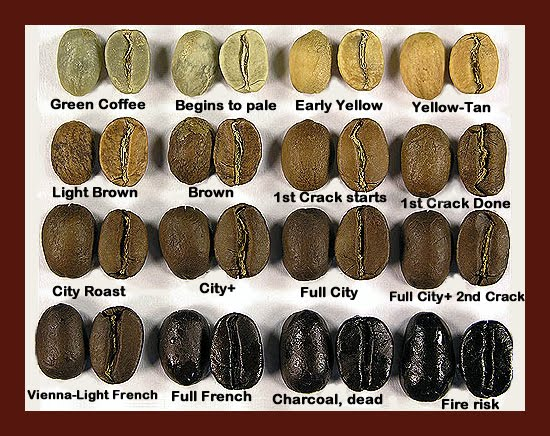 Green Coffee
Begins to pale
Early Yellow
Yellow-Tan
Light Brown
Brown
1st Crack starts
1st Crack Done
City Roast
City+
Full City
Full City+ 2nd Crack
Vienna-Light French
Full French
Charcoal, dead
Fire risk